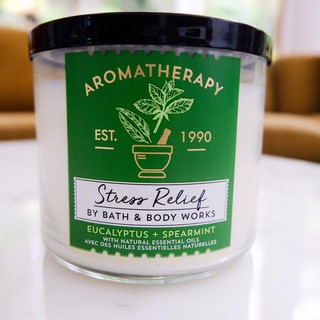 AROMATHERAPY
EST. 1990
Stress Relief
BY BATH & BODY WORKS
EUCALYPTUS + SPEARMINT
WITH NATURAL ESSENTIAL OILS
AVEC DES HUILES ESSENTIELLES NATURELLES